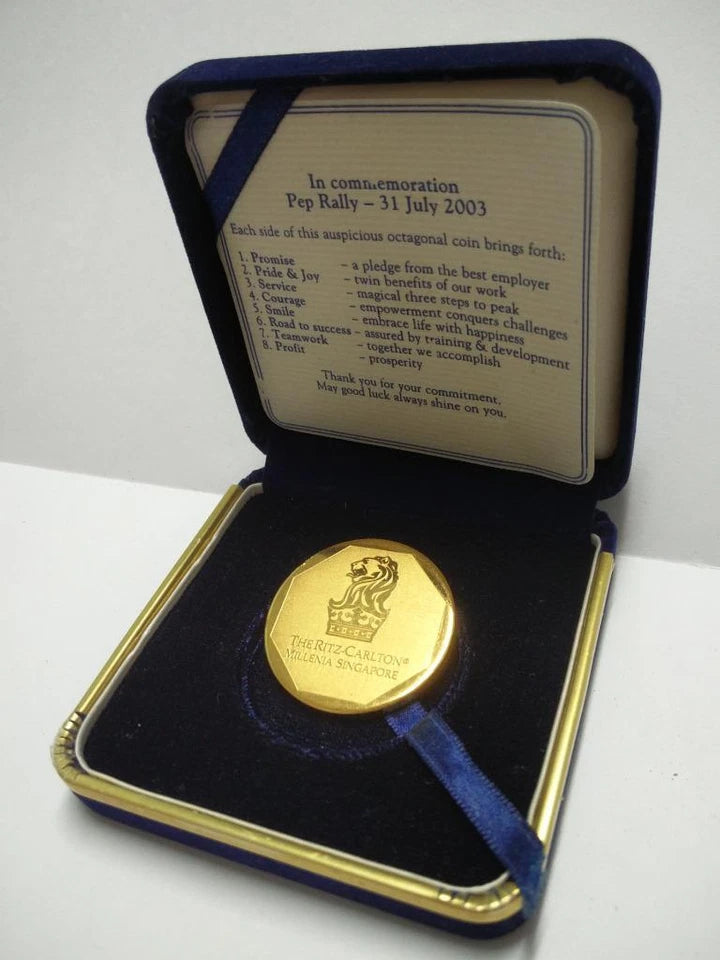 In commemoration
Pep Rally – 31 July 2003
Each side of this auspicious octagonal coin brings forth:
1. Promise – a pledge from the best employer
2. Pride & Joy – twin benefits of our work
3. Service – magical three steps to peak
4. Courage – empowerment conquers challenges
5. Smile – embrace life with happiness
6. Road to success – assured by training & development
7. Teamwork – together we accomplish
8. Profit – prosperity
Thank you for your commitment.
May good luck always shine on you.
THE RITZ-CARLTON®
MILLENIA SINGAPORE